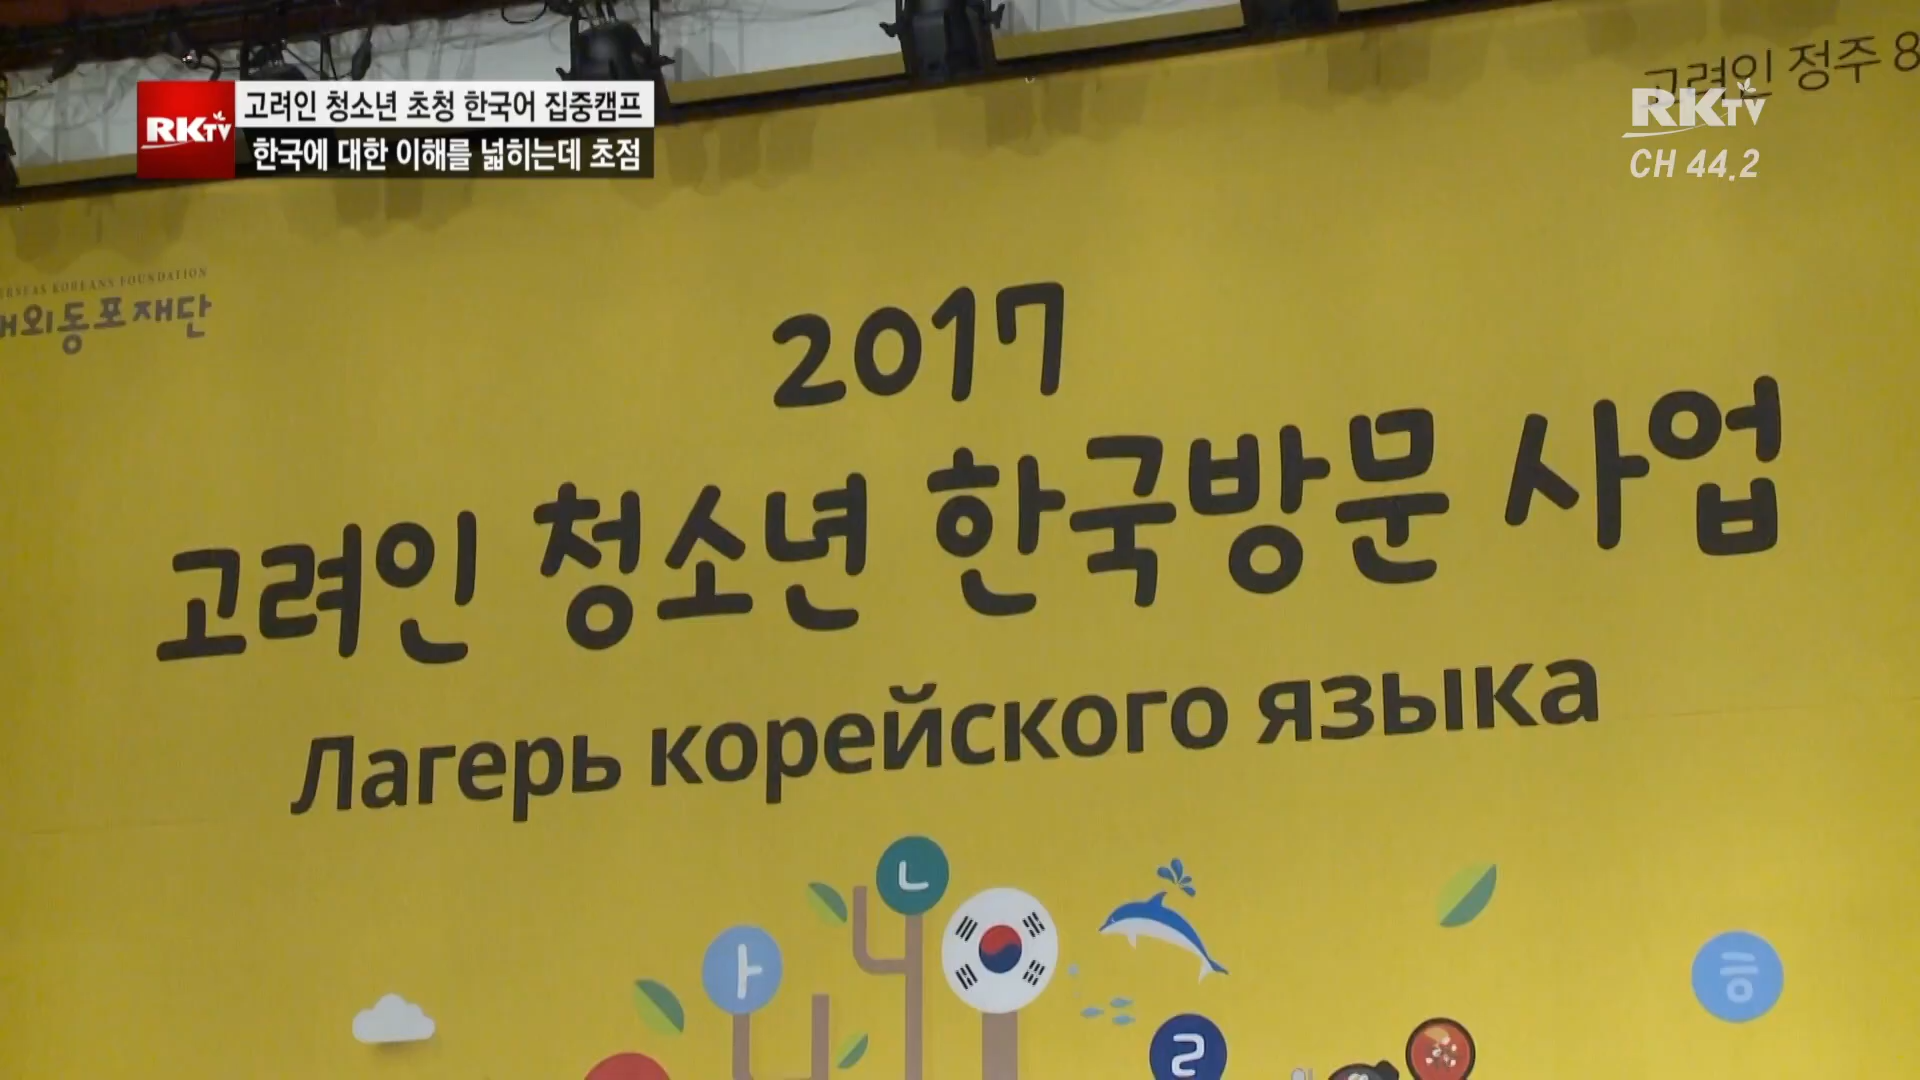 고려인 정주 8
RKTV
고려인 청소년 초청 한국어 집중캠프
한국에 대한 이해를 넓히는데 초점
RKTV
CH 44.2
KOREANS FOUNDATION
외동포재단
2017
고려인 청소년 한국방문 사업
Лагерь корейского языка
ㄴ
ㅏ
ㅎ
ㄹ